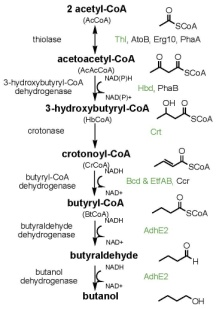 2 acetyl-CoA
(AcCoA)
O
SCoA
thiolase
Thl, AtoB, Erg10, PhaA
acetoacetyl-CoA
(AcAcCoA)
O O
SCoA
3-hydroxybutyryl-CoA
dehydrogenase
NAD(P)H
NAD(P)+
Hbd, PhaB
3-hydroxybutyryl-CoA
(HbCoA)
OH O
SCoA
crotonase
Crt
crotonoyl-CoA
(CrCoA)
O
SCoA
butyryl-CoA
dehydrogenase
NADH
NAD+
Bcd & EtfAB, Ccr
butyryl-CoA
(BtCoA)
O
SCoA
butyraldehyde
dehydrogenase
NADH
NAD+
AdhE2
butyraldehyde
O
H
butanol
dehydrogenase
NADH
NAD+
AdhE2
butanol
OH